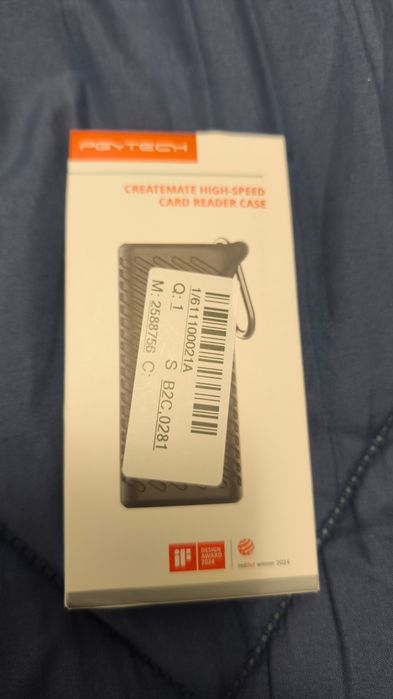 PGYTECH
CREATEMATE HIGH-SPEED
CARD READER CASE
1/611100021A
Q: 1 S B2C,0281
M: 2588756 C:
iF
DESIGN
AWARD
2024
reddot winner 2024